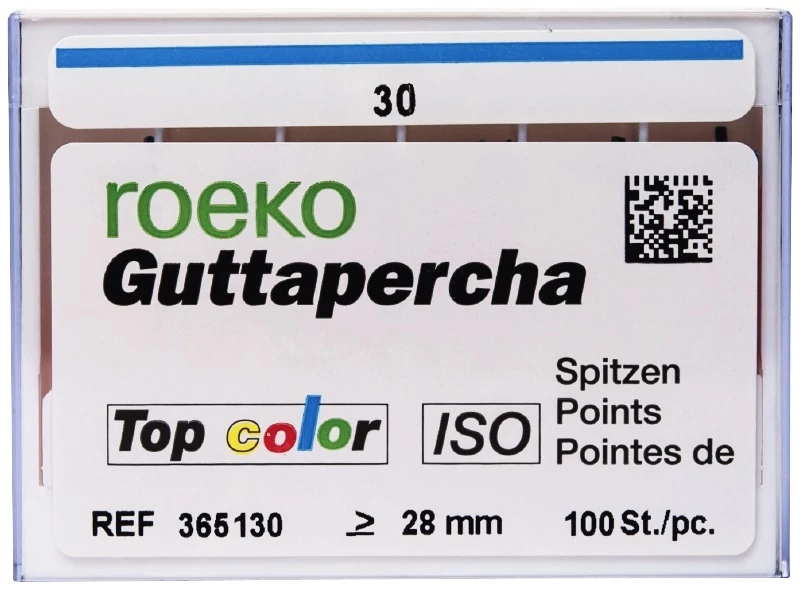 30
roeko
Guttapercha
Spitzen
Top color ISO Points
Pointes de
REF 365130 ≥ 28 mm 100 St./pc.